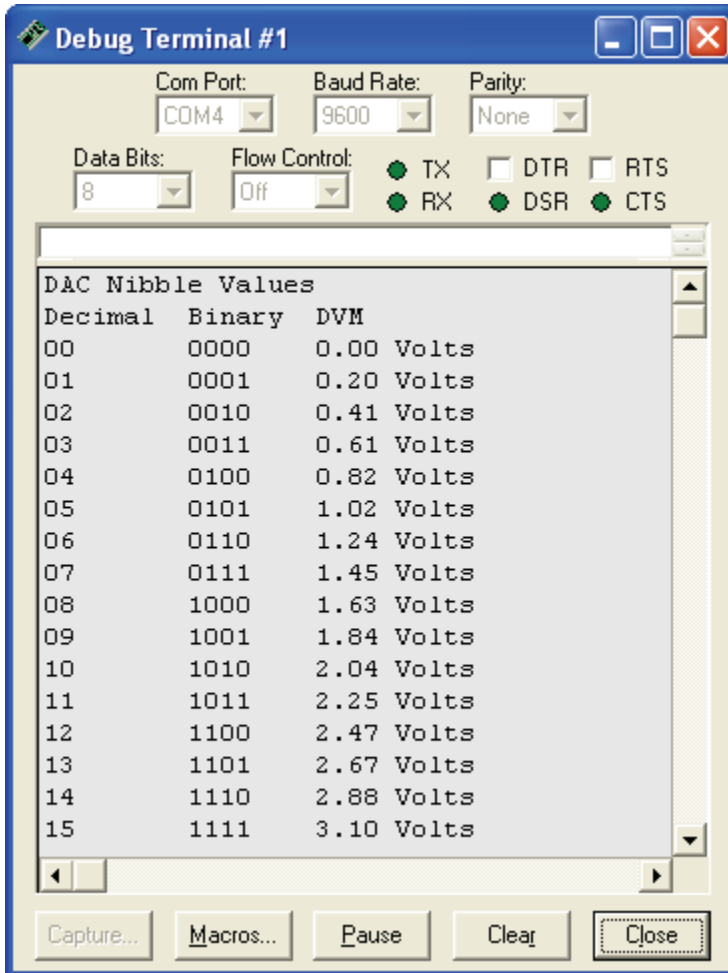 Debug Terminal #1
Com Port: Baud Rate: Parity:
COM4 9600 None
Data Bits: Flow Control: TX DTR RTS
8 Off RX DSR CTS
DAC Nibble Values
Decimal Binary DVM
00 0000 0.00 Volts
01 0001 0.20 Volts
02 0010 0.41 Volts
03 0011 0.61 Volts
04 0100 0.82 Volts
05 0101 1.02 Volts
06 0110 1.24 Volts
07 0111 1.45 Volts
08 1000 1.63 Volts
09 1001 1.84 Volts
10 1010 2.04 Volts
11 1011 2.25 Volts
12 1100 2.47 Volts
13 1101 2.67 Volts
14 1110 2.88 Volts
15 1111 3.10 Volts
Capture... Macros... Pause Clear Close